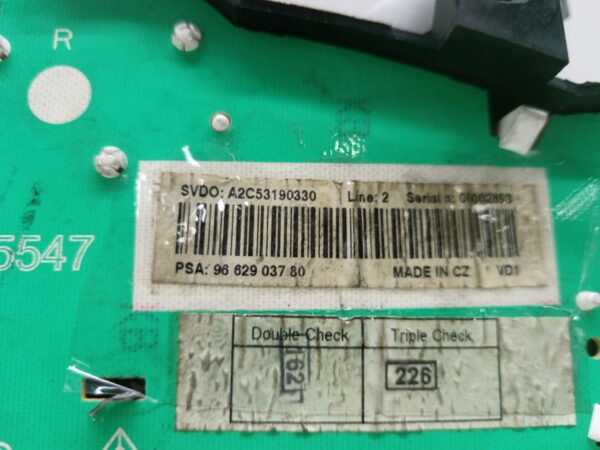 R
SVDO: A2C53190330 Line: 2 Serial n:
5547
PSA: 96 629 037 80 MADE IN CZ VD1
Double Check Triple Check
226